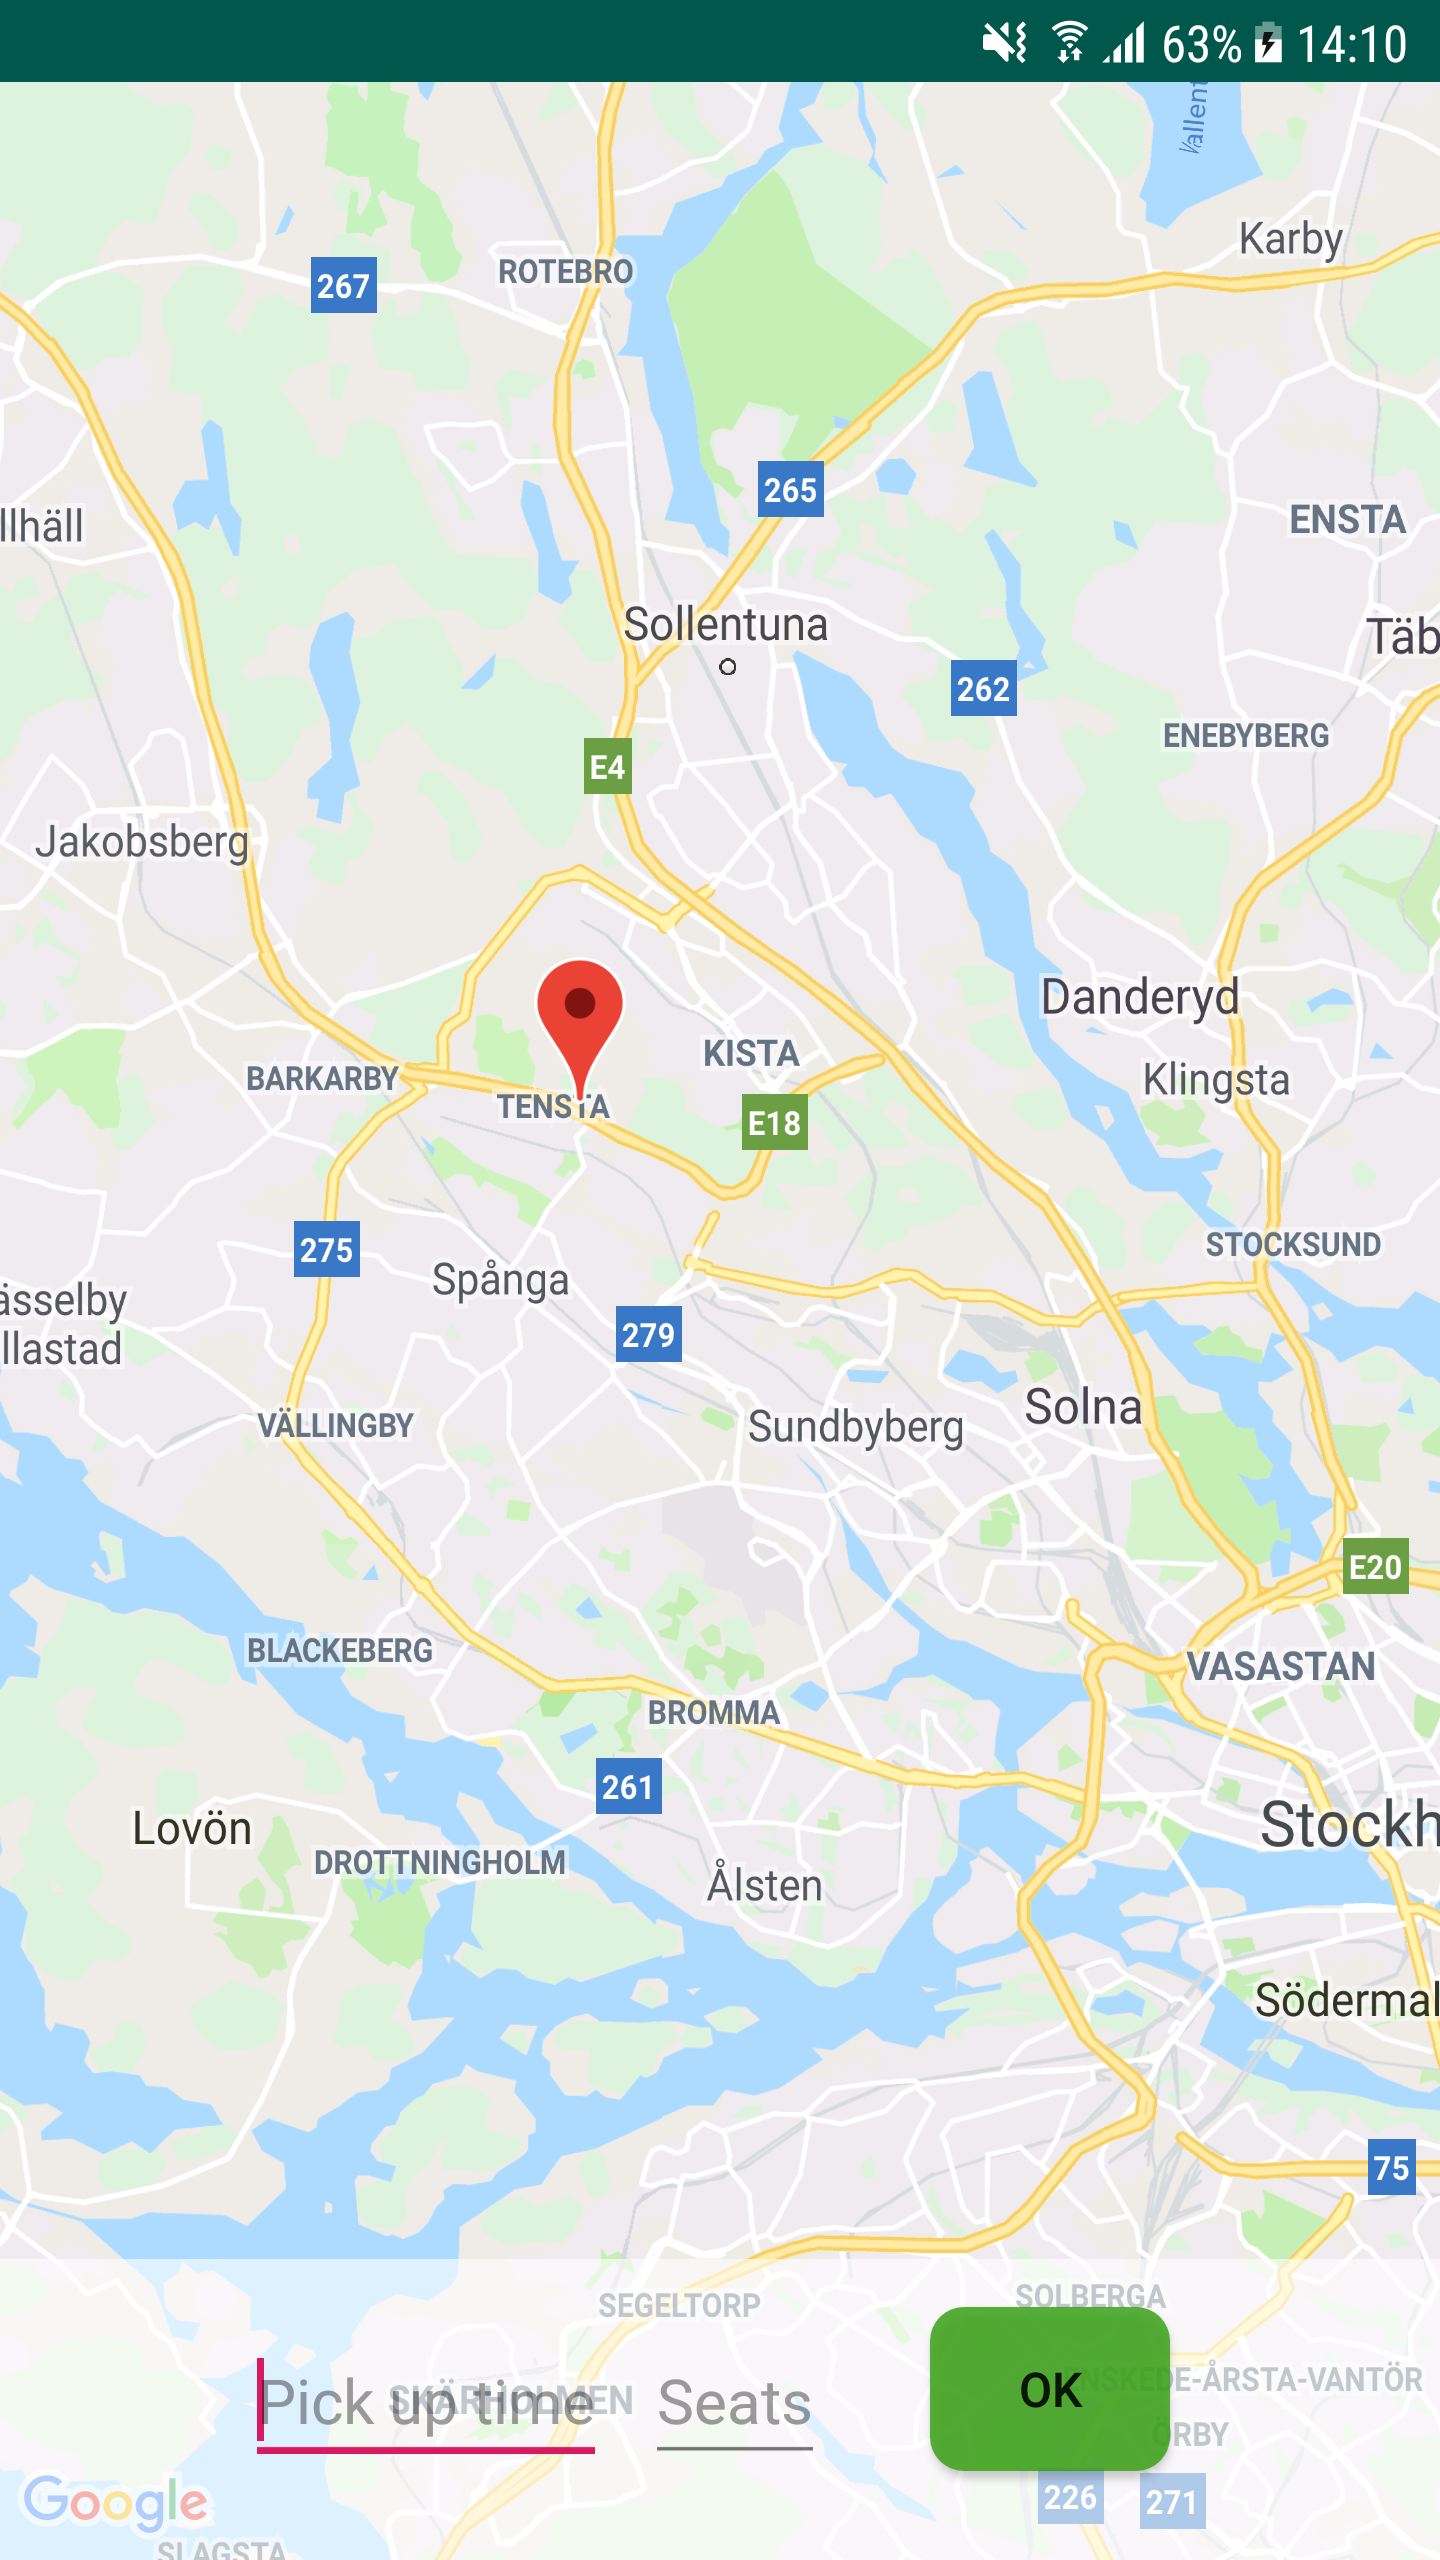 63% 14:10
Vallent
Karby
ROTEBRO
267
265
llhäll
ENSTA
Sollentuna
Täb
262
ENEBYBERG
E4
Jakobsberg
Danderyd
KISTA
BARKARBY
Klingsta
TENSTA
E18
STOCKSUND
275
Spånga
ässelby
llastad
279
Solna
VÄLLINGBY
Sundbyberg
E20
BLACKEBERG
VASASTAN
BROMMA
261
Stockh
Lovön
DROTTNINGHOLM
Ålsten
Södermal
75
SEGELTORP
SOLBERGA
NSKEDE-ÅRSTA-VANTÖR
Pick up time
SKÄRHOLMEN
Seats
OK
ÖRBY
226
271
Google
SLAGSTA